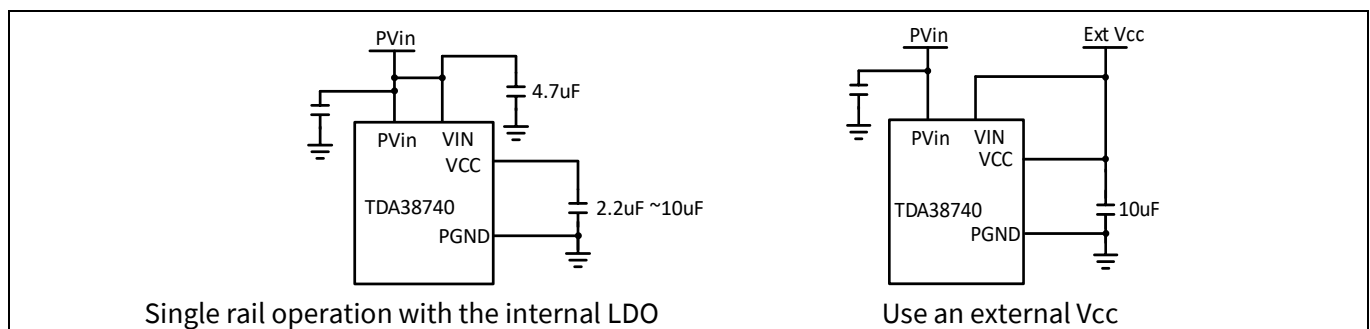 PVin
4.7uF
PVin VIN
VCC
TDA38740
2.2uF ~10uF
PGND
Single rail operation with the internal LDO
PVin
Ext Vcc
PVin VIN
VCC
TDA38740
10uF
PGND
Use an external Vcc